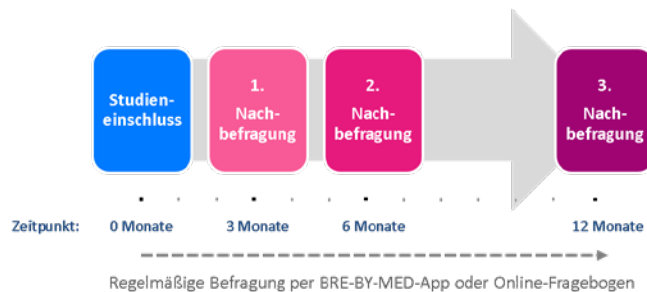 Studien-
einschluss
1.
Nach-
befragung
2.
Nach-
befragung
3.
Nach-
befragung
Zeitpunkt: 0 Monate 3 Monate 6 Monate 12 Monate
Regelmäßige Befragung per BRE-BY-MED-App oder Online-Fragebogen